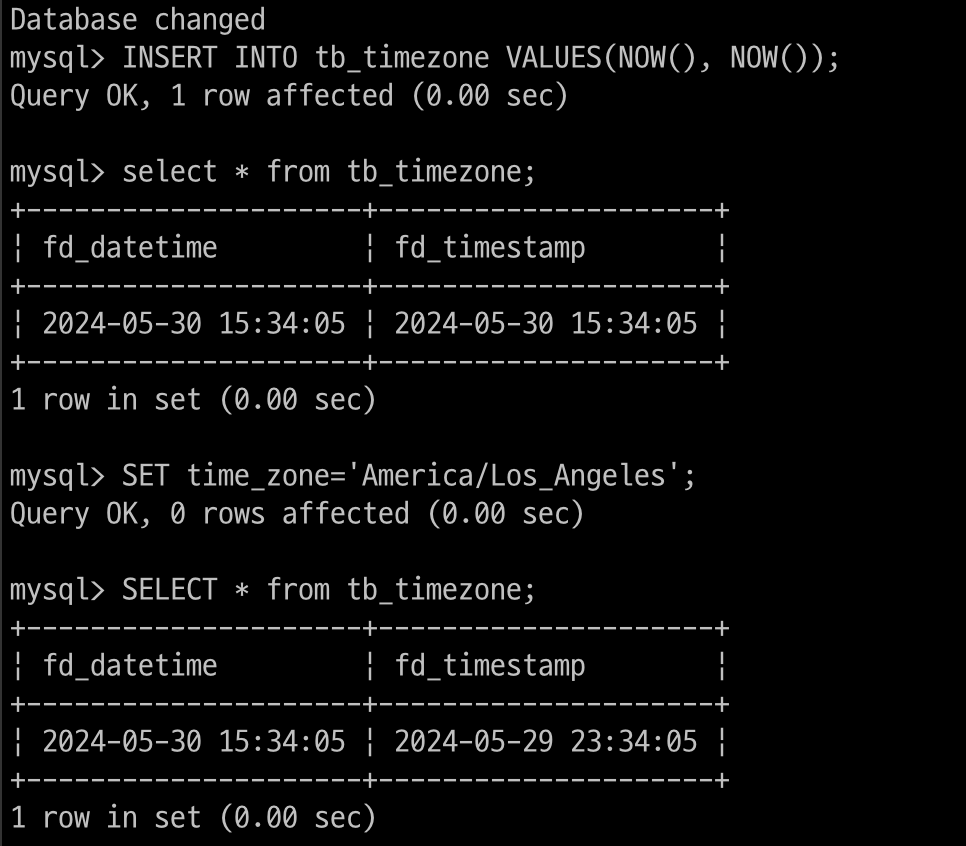 Database changed
mysql> INSERT INTO tb_timezone VALUES(NOW(), NOW());
Query OK, 1 row affected (0.00 sec)

mysql> select * from tb_timezone;
+---------------------+---------------------+
| fd_datetime         | fd_timestamp        |
+---------------------+---------------------+
| 2024-05-30 15:34:05 | 2024-05-30 15:34:05 |
+---------------------+---------------------+
1 row in set (0.00 sec)

mysql> SET time_zone='America/Los_Angeles';
Query OK, 0 rows affected (0.00 sec)

mysql> SELECT * from tb_timezone;
+---------------------+---------------------+
| fd_datetime         | fd_timestamp        |
+---------------------+---------------------+
| 2024-05-30 15:34:05 | 2024-05-29 23:34:05 |
+---------------------+---------------------+
1 row in set (0.00 sec)